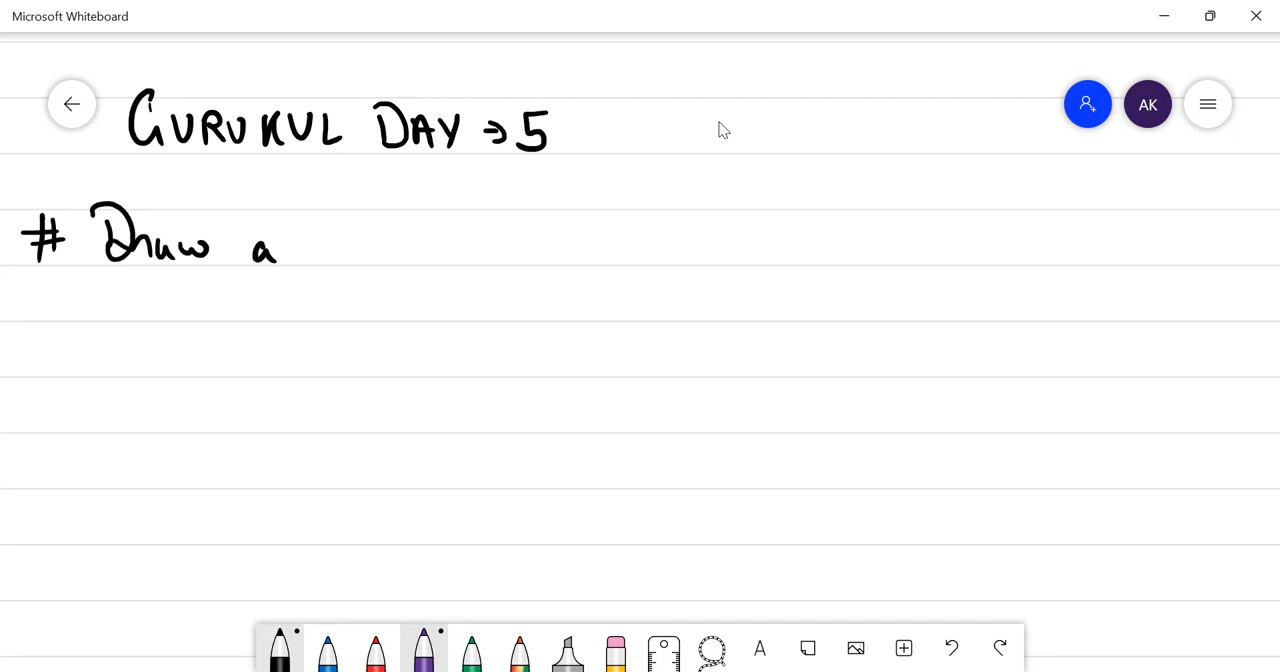 Microsoft Whiteboard
AK
GURUKUL DAY → 5
# Draw a
A